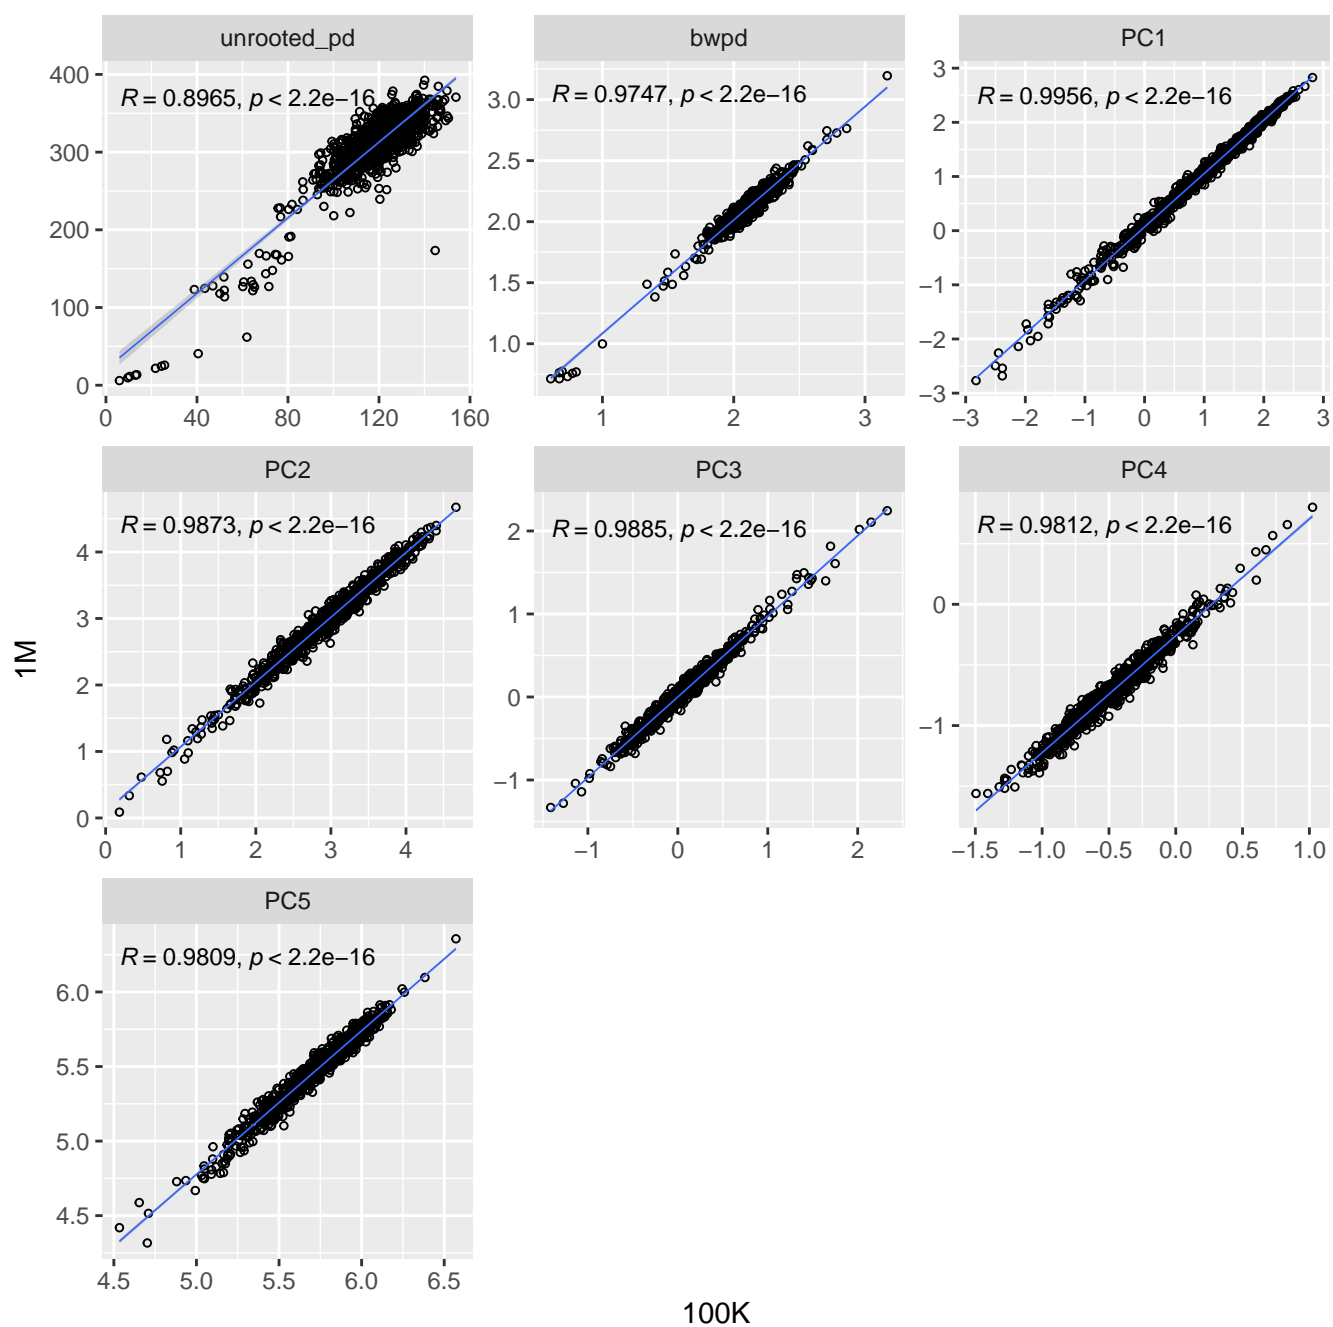 unrooted_pd
bwpd
PC1
R = 0.8965, p < 2.2e−16
R = 0.9747, p < 2.2e−16
R = 0.9956, p < 2.2e−16
400
300
200
100
0
0 40 80 120 160
3.0
2.5
2.0
1.5
1.0
1 2 3
3
2
1
0
−1
−2
−3
−3 −2 −1 0 1 2 3
PC2
PC3
PC4
R = 0.9873, p < 2.2e−16
R = 0.9885, p < 2.2e−16
R = 0.9812, p < 2.2e−16
4
3
2
1
0
0 1 2 3 4
2
1
0
−1
−1 0 1 2
0
−1
−1.5 −1.0 −0.5 0.0 0.5 1.0
1M
PC5
R = 0.9809, p < 2.2e−16
6.0
5.5
5.0
4.5
4.5 5.0 5.5 6.0 6.5
100K